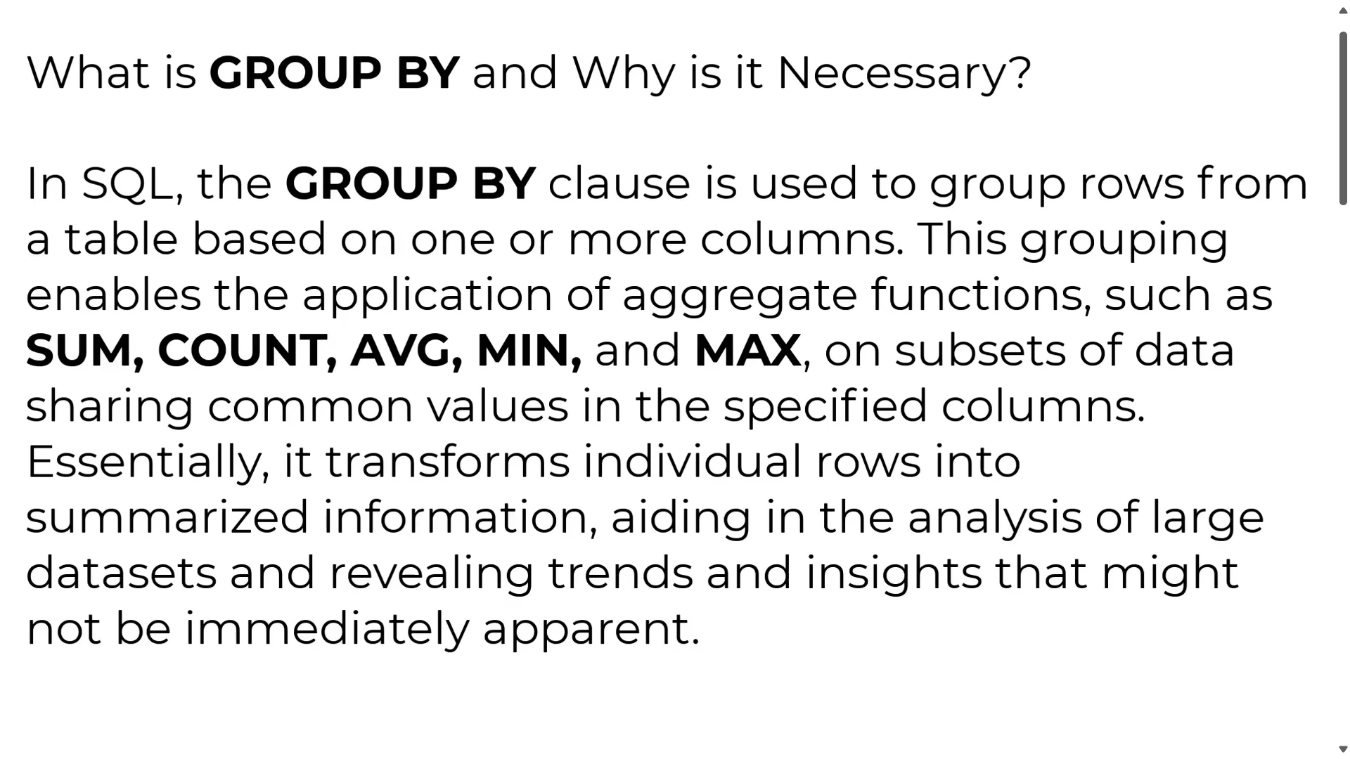 What is GROUP BY and Why is it Necessary?
In SQL, the GROUP BY clause is used to group rows from
a table based on one or more columns. This grouping
enables the application of aggregate functions, such as
SUM, COUNT, AVG, MIN, and MAX, on subsets of data
sharing common values in the specified columns.
Essentially, it transforms individual rows into
summarized information, aiding in the analysis of large
datasets and revealing trends and insights that might
not be immediately apparent.